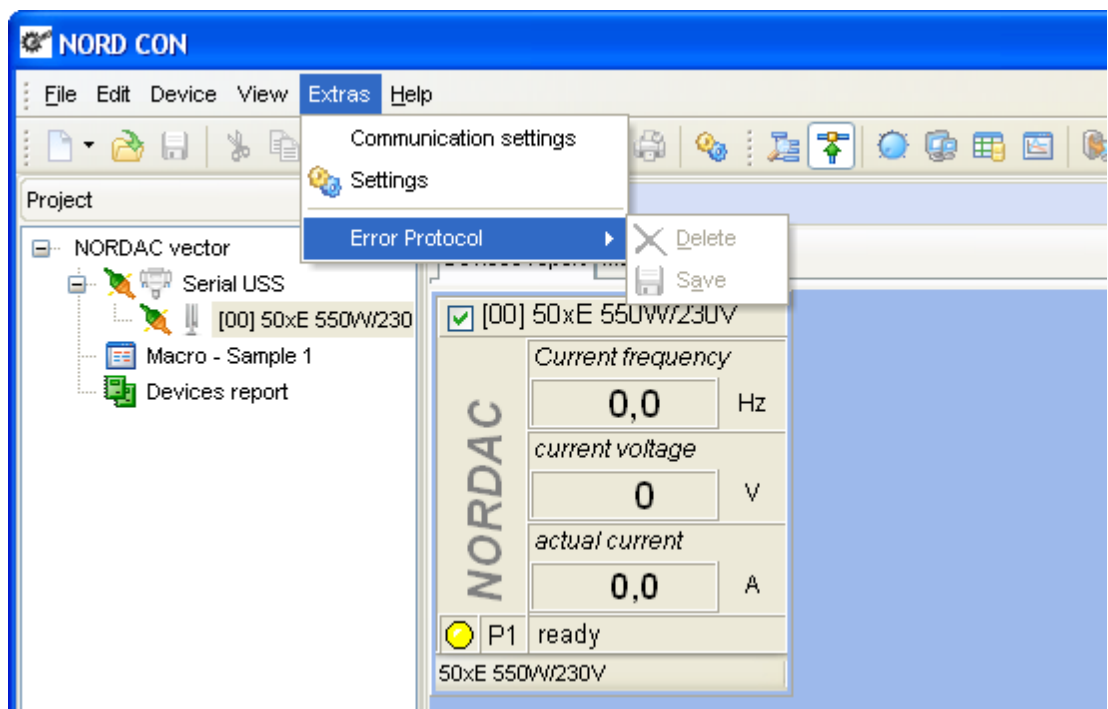 NORD CON
File Edit Device View Extras Help
Communication settings
Settings
Error Protocol
Delete
Save
Project
NORDAC vector
Serial USS
[00] 50xE 550W/230
Macro - Sample 1
Devices report
[00] 50xE 550W/230V
NORDAC
Current frequency
0,0 Hz
current voltage
0 V
actual current
0,0 A
P1 ready
50xE 550W/230V